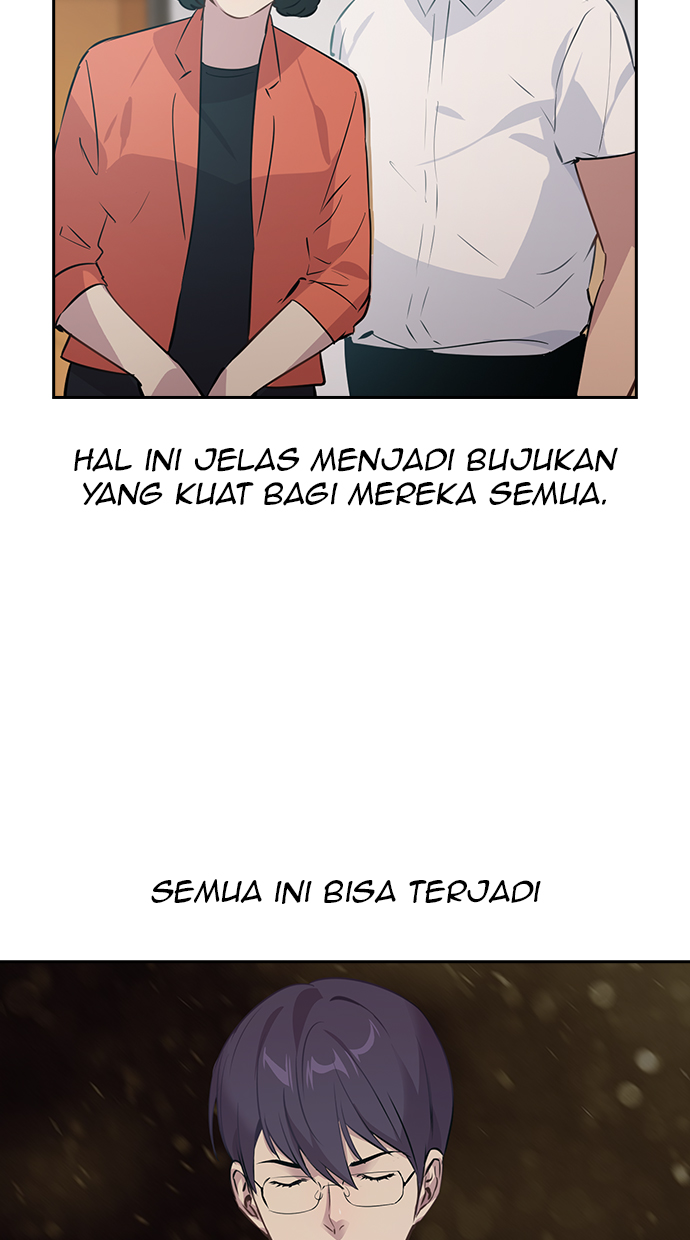 HAL INI JELAS MENJADI BUJUKAN
YANG KUAT BAGI MEREKA SEMUA.
SEMUA INI BISA TERJADI